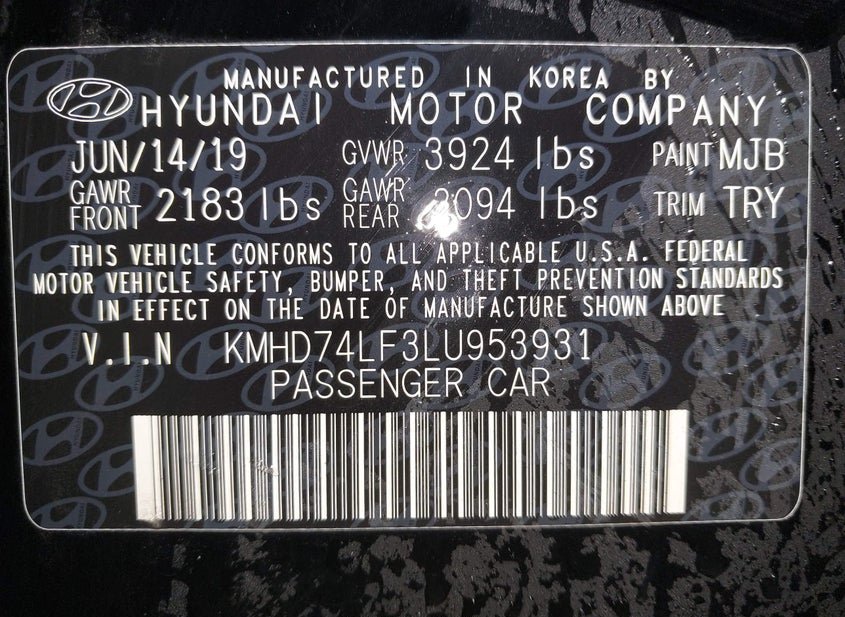 MANUFACTURED IN KOREA BY
HYUNDAI MOTOR COMPANY
JUN/14/19 GVWR 3924 lbs PAINT MJB
GAWR FRONT 2183 lbs GAWR REAR 2094 lbs TRIM TRY
THIS VEHICLE CONFORMS TO ALL APPLICABLE U.S.A. FEDERAL
MOTOR VEHICLE SAFETY, BUMPER, AND THEFT PREVENTION STANDARDS
IN EFFECT ON THE DATE OF MANUFACTURE SHOWN ABOVE
V.I.N KMHD74LF3LU953931
PASSENGER CAR